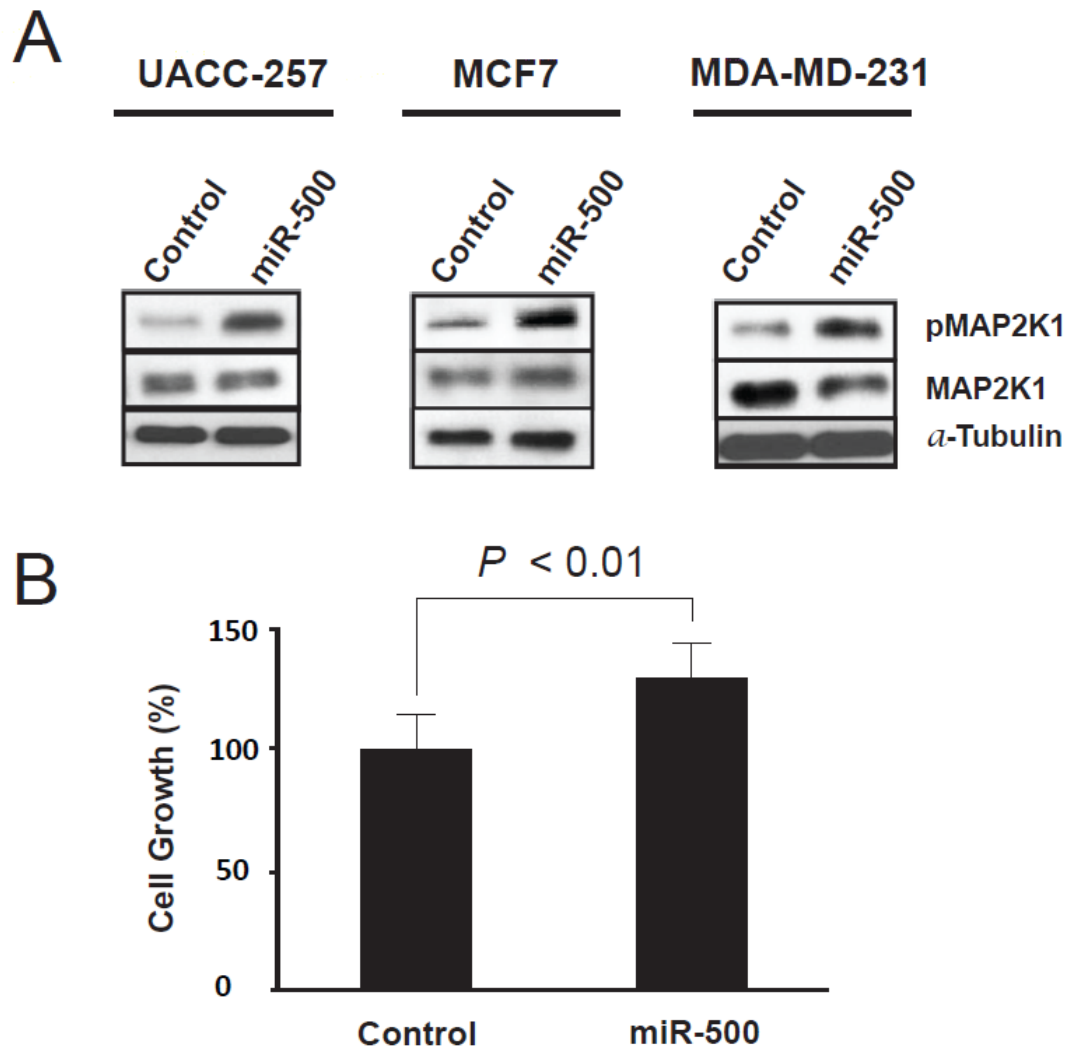 A
UACC-257 MCF7 MDA-MD-231
Control miR-500 Control miR-500 Control miR-500
pMAP2K1
MAP2K1
α-Tubulin
B
P < 0.01
150
100
50
0
Cell Growth (%)
Control miR-500